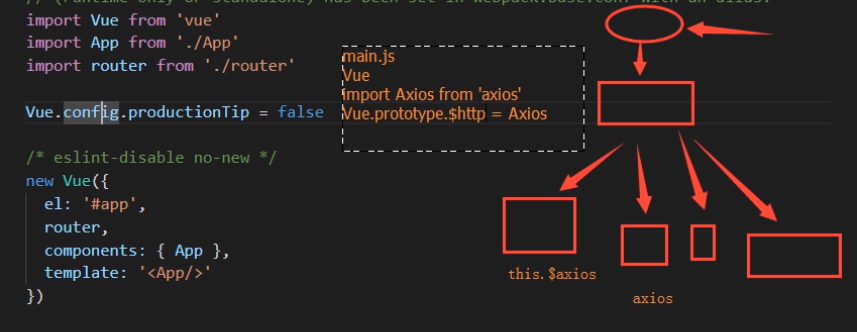 // (runtime-only or standalone) has been set in webpack.base.conf with an alias.
import Vue from 'vue'
import App from './App'
import router from './router'
Vue.config.productionTip = false
/* eslint-disable no-new */
new Vue({
el: '#app',
router,
components: { App },
template: '<App/>'
})
main.js
Vue
import Axios from 'axios'
Vue.prototype.$http = Axios
this.$axios
axios